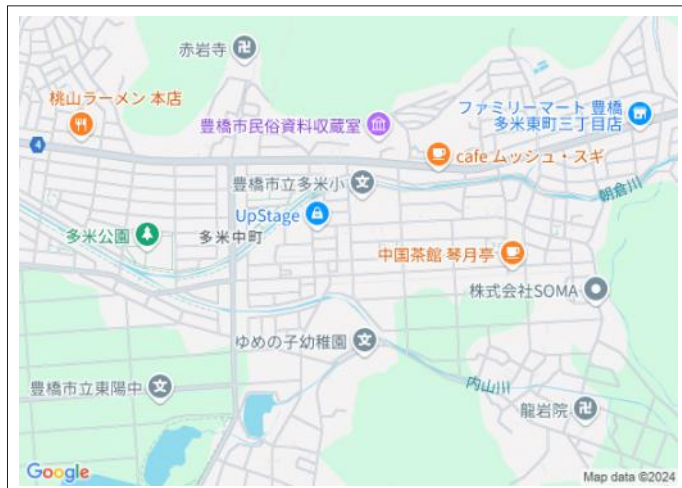 赤岩寺
桃山ラーメン 本店
ファミリーマート 豊橋
多米東町三丁目店
豊橋市民俗資料収蔵室
4
cafe ムッシュ・スギ
豊橋市立多米小
朝倉川
UpStage
多米公園
多米中町
中国茶館 琴月亭
株式会社SOMA
ゆめの子幼稚園
豊橋市立東陽中
内山川
龍岩院
Google
Map data ©2024